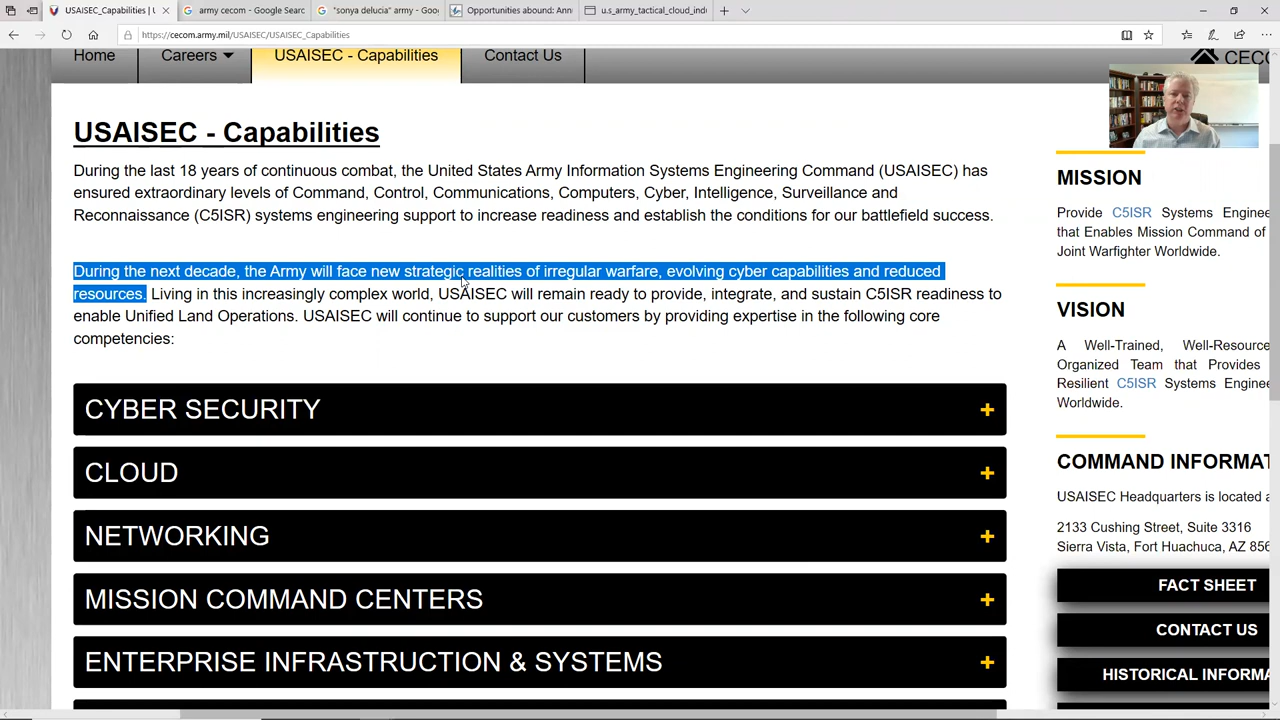 USAISEC_Capabilities | U
army cecom - Google Searc
"sonya delucia" army - Goo
Opportunities abound: Ann
u.s_army_tactical_cloud_ind
https://cecom.army.mil/USAISEC/USAISEC_Capabilities
Home
Careers
USAISEC - Capabilities
Contact Us
CECO
USAISEC - Capabilities
During the last 18 years of continuous combat, the United States Army Information Systems Engineering Command (USAISEC) has
ensured extraordinary levels of Command, Control, Communications, Computers, Cyber, Intelligence, Surveillance and
Reconnaissance (C5ISR) systems engineering support to increase readiness and establish the conditions for our battlefield success.
During the next decade, the Army will face new strategic realities of irregular warfare, evolving cyber capabilities and reduced
resources. Living in this increasingly complex world, USAISEC will remain ready to provide, integrate, and sustain C5ISR readiness to
enable Unified Land Operations. USAISEC will continue to support our customers by providing expertise in the following core
competencies:
CYBER SECURITY +
CLOUD +
NETWORKING +
MISSION COMMAND CENTERS +
ENTERPRISE INFRASTRUCTION & SYSTEMS +
MISSION
Provide C5ISR Systems Enginee
that Enables Mission Command of
Joint Warfighter Worldwide.
VISION
A Well-Trained, Well-Resource
Organized Team that Provides
Resilient C5ISR Systems Enginee
Worldwide.
COMMAND INFORMAT
USAISEC Headquarters is located a
2133 Cushing Street, Suite 3316
Sierra Vista, Fort Huachuca, AZ 856
FACT SHEET
CONTACT US
HISTORICAL INFORMA